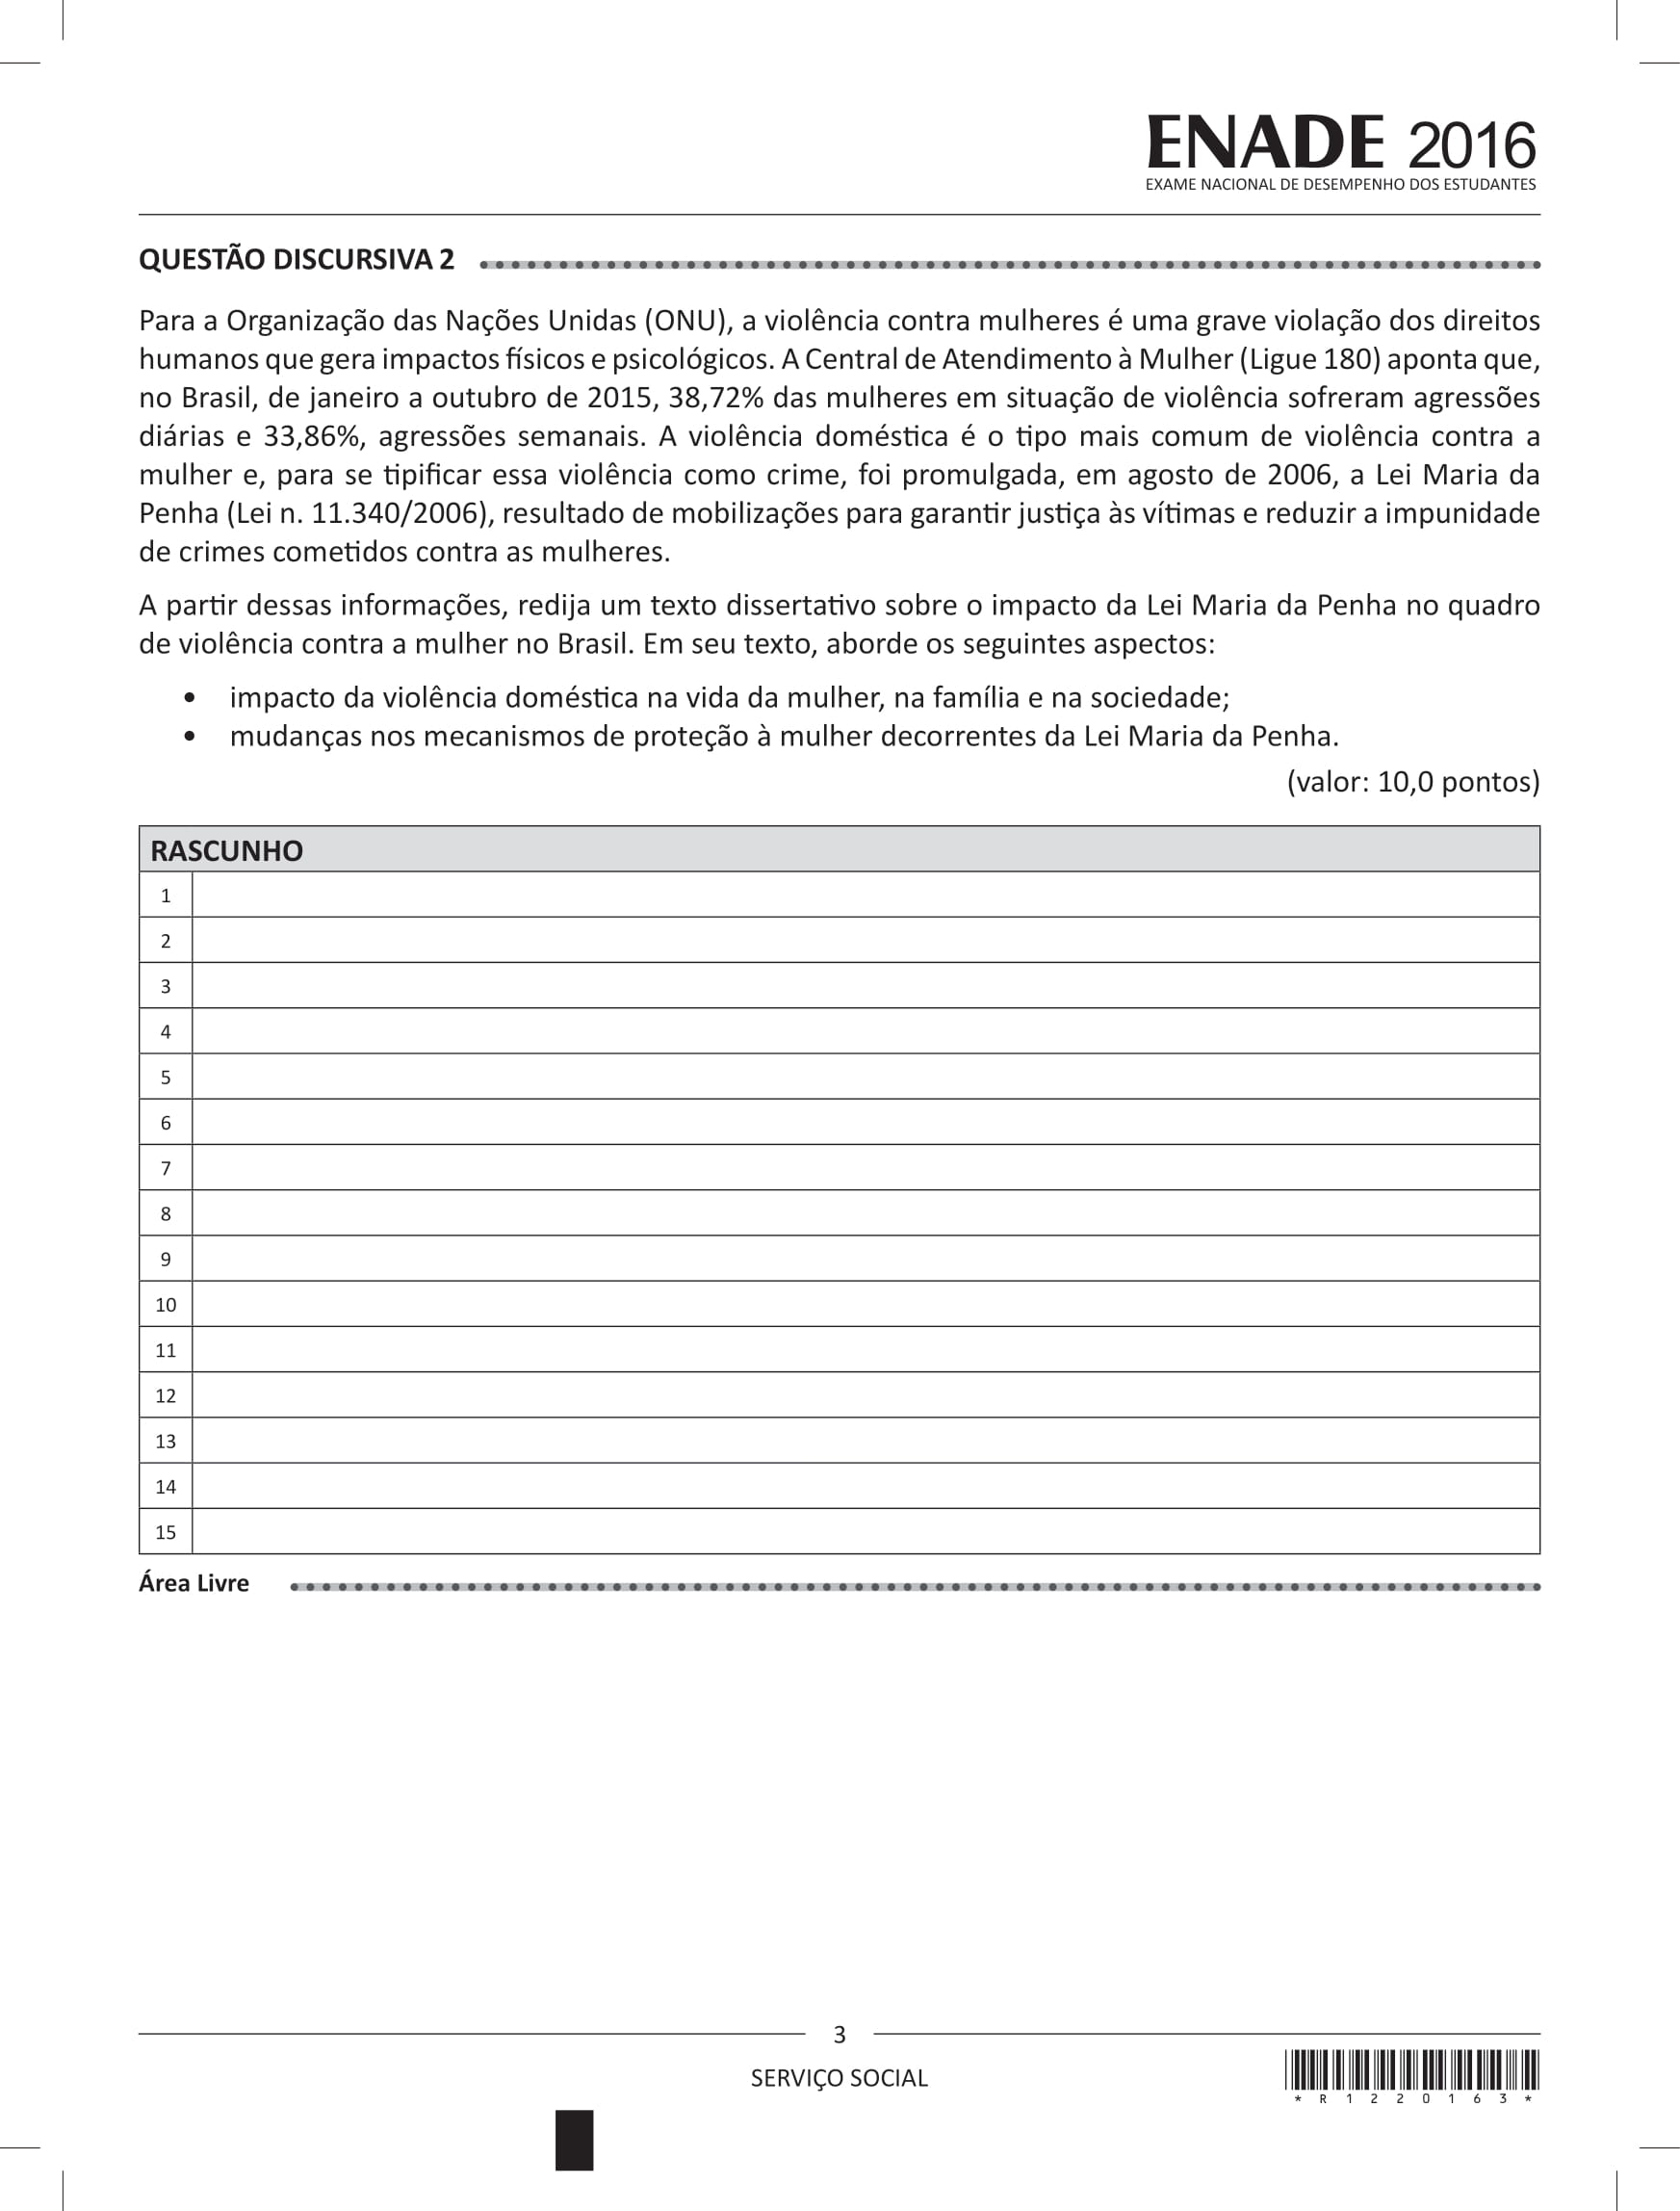 ENADE 2016
EXAME NACIONAL DE DESEMPENHO DOS ESTUDANTES
QUESTÃO DISCURSIVA 2
Para a Organização das Nações Unidas (ONU), a violência contra mulheres é uma grave violação dos direitos
humanos que gera impactos físicos e psicológicos. A Central de Atendimento à Mulher (Ligue 180) aponta que,
no Brasil, de janeiro a outubro de 2015, 38,72% das mulheres em situação de violência sofreram agressões
diárias e 33,86%, agressões semanais. A violência doméstica é o tipo mais comum de violência contra a
mulher e, para se tipificar essa violência como crime, foi promulgada, em agosto de 2006, a Lei Maria da
Penha (Lei n. 11.340/2006), resultado de mobilizações para garantir justiça às vítimas e reduzir a impunidade
de crimes cometidos contra as mulheres.
A partir dessas informações, redija um texto dissertativo sobre o impacto da Lei Maria da Penha no quadro
de violência contra a mulher no Brasil. Em seu texto, aborde os seguintes aspectos:
• impacto da violência doméstica na vida da mulher, na família e na sociedade;
• mudanças nos mecanismos de proteção à mulher decorrentes da Lei Maria da Penha.
(valor: 10,0 pontos)
RASCUNHO
1
2
3
4
5
6
7
8
9
10
11
12
13
14
15
Área Livre
3
SERVIÇO SOCIAL
* R 1 2 2 0 1 6 3 *